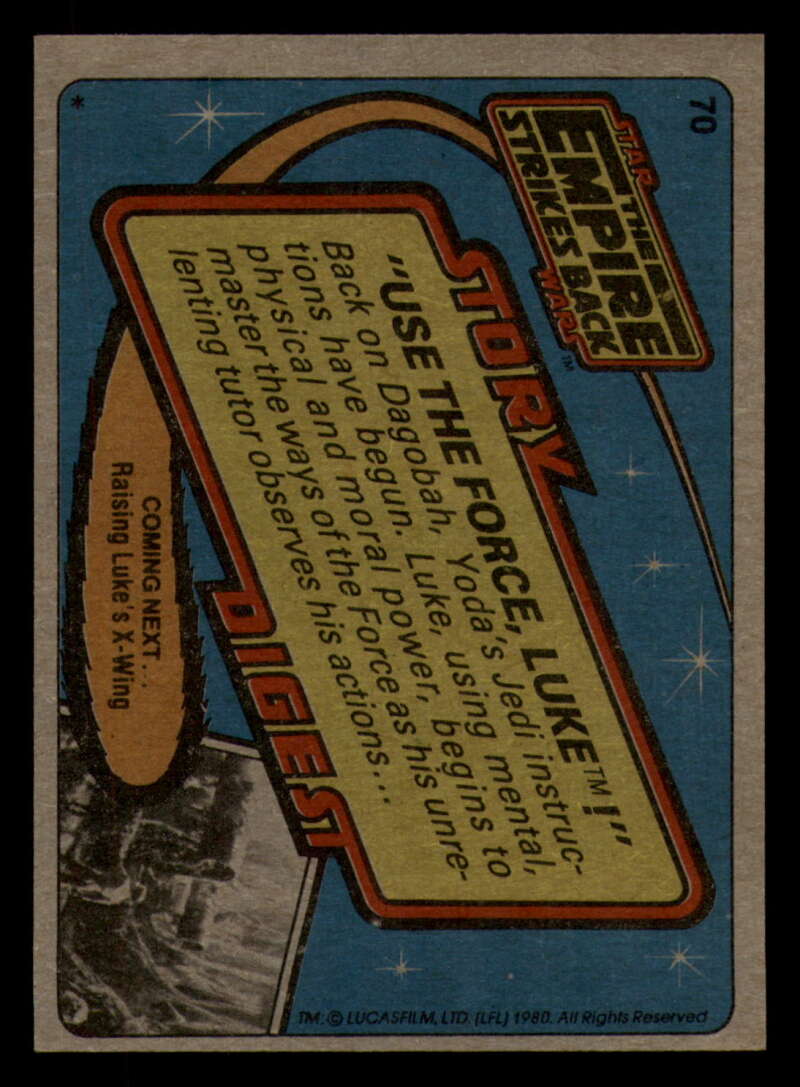 70
STAR
THE
EMPIRE
STRIKES BACK
WARS™
STORY
"USE THE FORCE, LUKE™!"
Back on Dagobah, Yoda's Jedi instruc-
tions have begun. Luke, using mental,
physical and moral power, begins to
master the ways of the Force as his unre-
lenting tutor observes his actions...
DIGEST
COMING NEXT...
Raising Luke's X-Wing
*
TM: © LUCASFILM, LTD. (LFL) 1980. All Rights Reserved